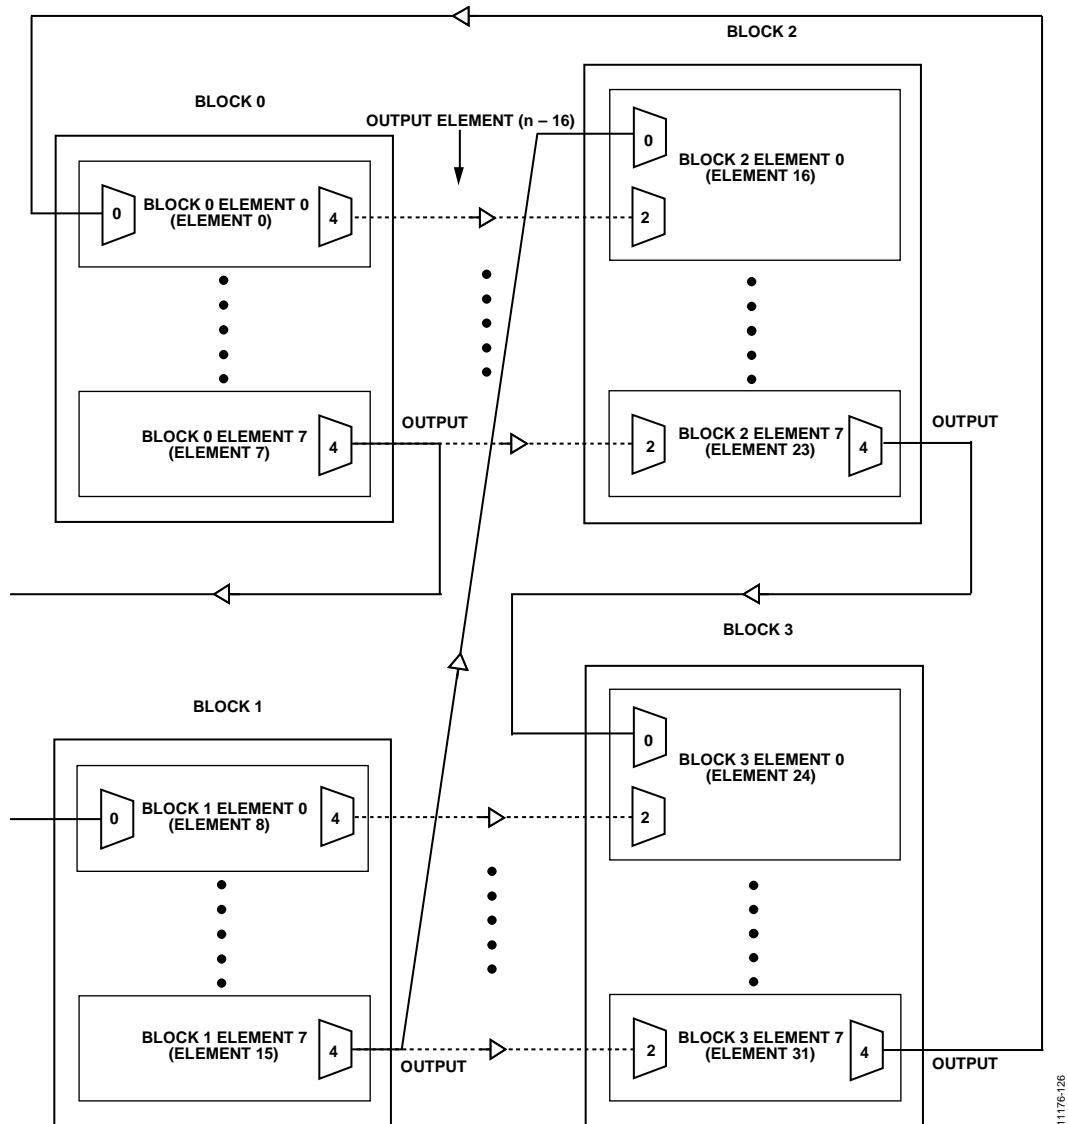 BLOCK 2
BLOCK 0
OUTPUT ELEMENT (n – 16)
0
BLOCK 2 ELEMENT 0
(ELEMENT 16)
0
BLOCK 0 ELEMENT 0
(ELEMENT 0)
4
2
OUTPUT
OUTPUT
BLOCK 0 ELEMENT 7
(ELEMENT 7)
4
2
BLOCK 2 ELEMENT 7
(ELEMENT 23)
4
BLOCK 3
BLOCK 1
0
BLOCK 3 ELEMENT 0
(ELEMENT 24)
0
BLOCK 1 ELEMENT 0
(ELEMENT 8)
4
2
BLOCK 1 ELEMENT 7
(ELEMENT 15)
4
2
BLOCK 3 ELEMENT 7
(ELEMENT 31)
4
OUTPUT
OUTPUT
11176-126